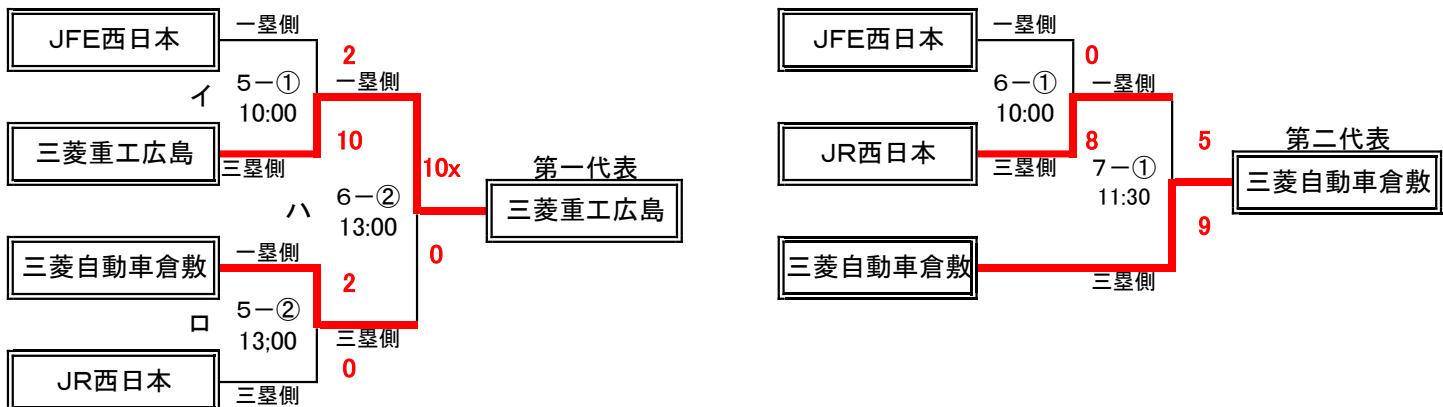 一塁側
JFE西日本
2
5-①
一塁側
イ
10:00
三菱重工広島
10
三塁側
10x
第一代表
6-②
三菱重工広島
ハ
13:00
一塁側
0
三菱自動車倉敷
2
5-②
ロ
13;00
三塁側
JR西日本
0
三塁側
一塁側
JFE西日本
0
6-①
一塁側
10:00
JR西日本
8
5
第二代表
三塁側
7-①
三菱自動車倉敷
11:30
9
三菱自動車倉敷
三塁側